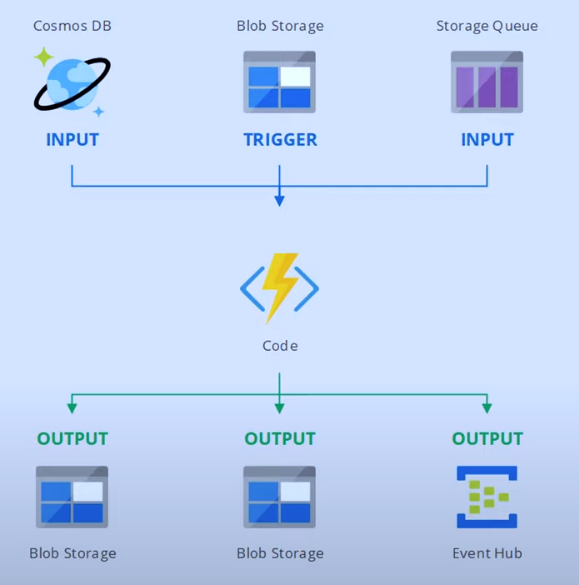 Cosmos DB
Blob Storage
Storage Queue
INPUT
TRIGGER
INPUT
Code
OUTPUT
OUTPUT
OUTPUT
Blob Storage
Blob Storage
Event Hub